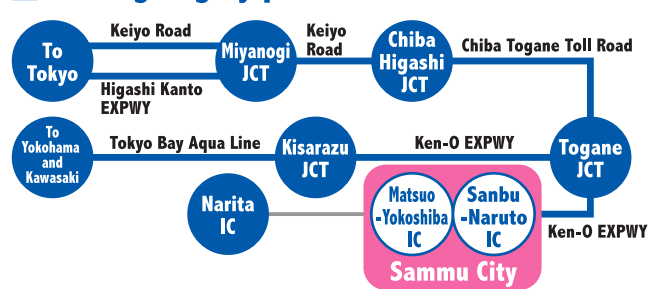 To
Tokyo
Keiyo Road
Higashi Kanto
EXPWY
Miyanogi
JCT
Keiyo
Road
Chiba
Higashi
JCT
Chiba Togane Toll Road
To
Yokohama
and
Kawasaki
Tokyo Bay Aqua Line
Kisarazu
JCT
Ken-O EXPWY
Togane
JCT
Narita
IC
Matsuo
-Yokoshiba
IC
Sanbu
-Naruto
IC
Ken-O EXPWY
Sammu City